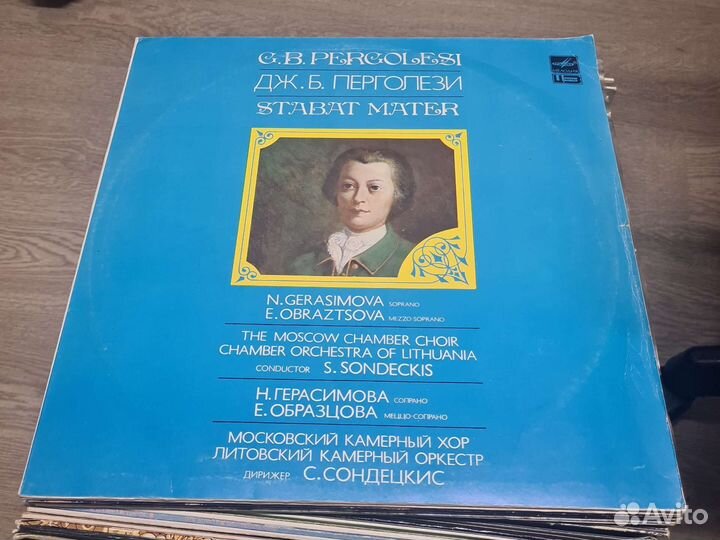 G.B. PERGOLESI
ДЖ. Б. ПЕРГОЛЕЗИ
STABAT MATER
МЕЛОДИЯ
N. GERASIMOVA SOPRANO
E. OBRAZTSOVA MEZZO-SOPRANO
THE MOSCOW CHAMBER CHOIR
CHAMBER ORCHESTRA OF LITHUANIA
CONDUCTOR S. SONDECKIS
Н. ГЕРАСИМОВА СОПРАНО
Е. ОБРАЗЦОВА МЕЦЦО-СОПРАНО
МОСКОВСКИЙ КАМЕРНЫЙ ХОР
ЛИТОВСКИЙ КАМЕРНЫЙ ОРКЕСТР
ДИРИЖЕР С. СОНДЕЦКИС
Avito